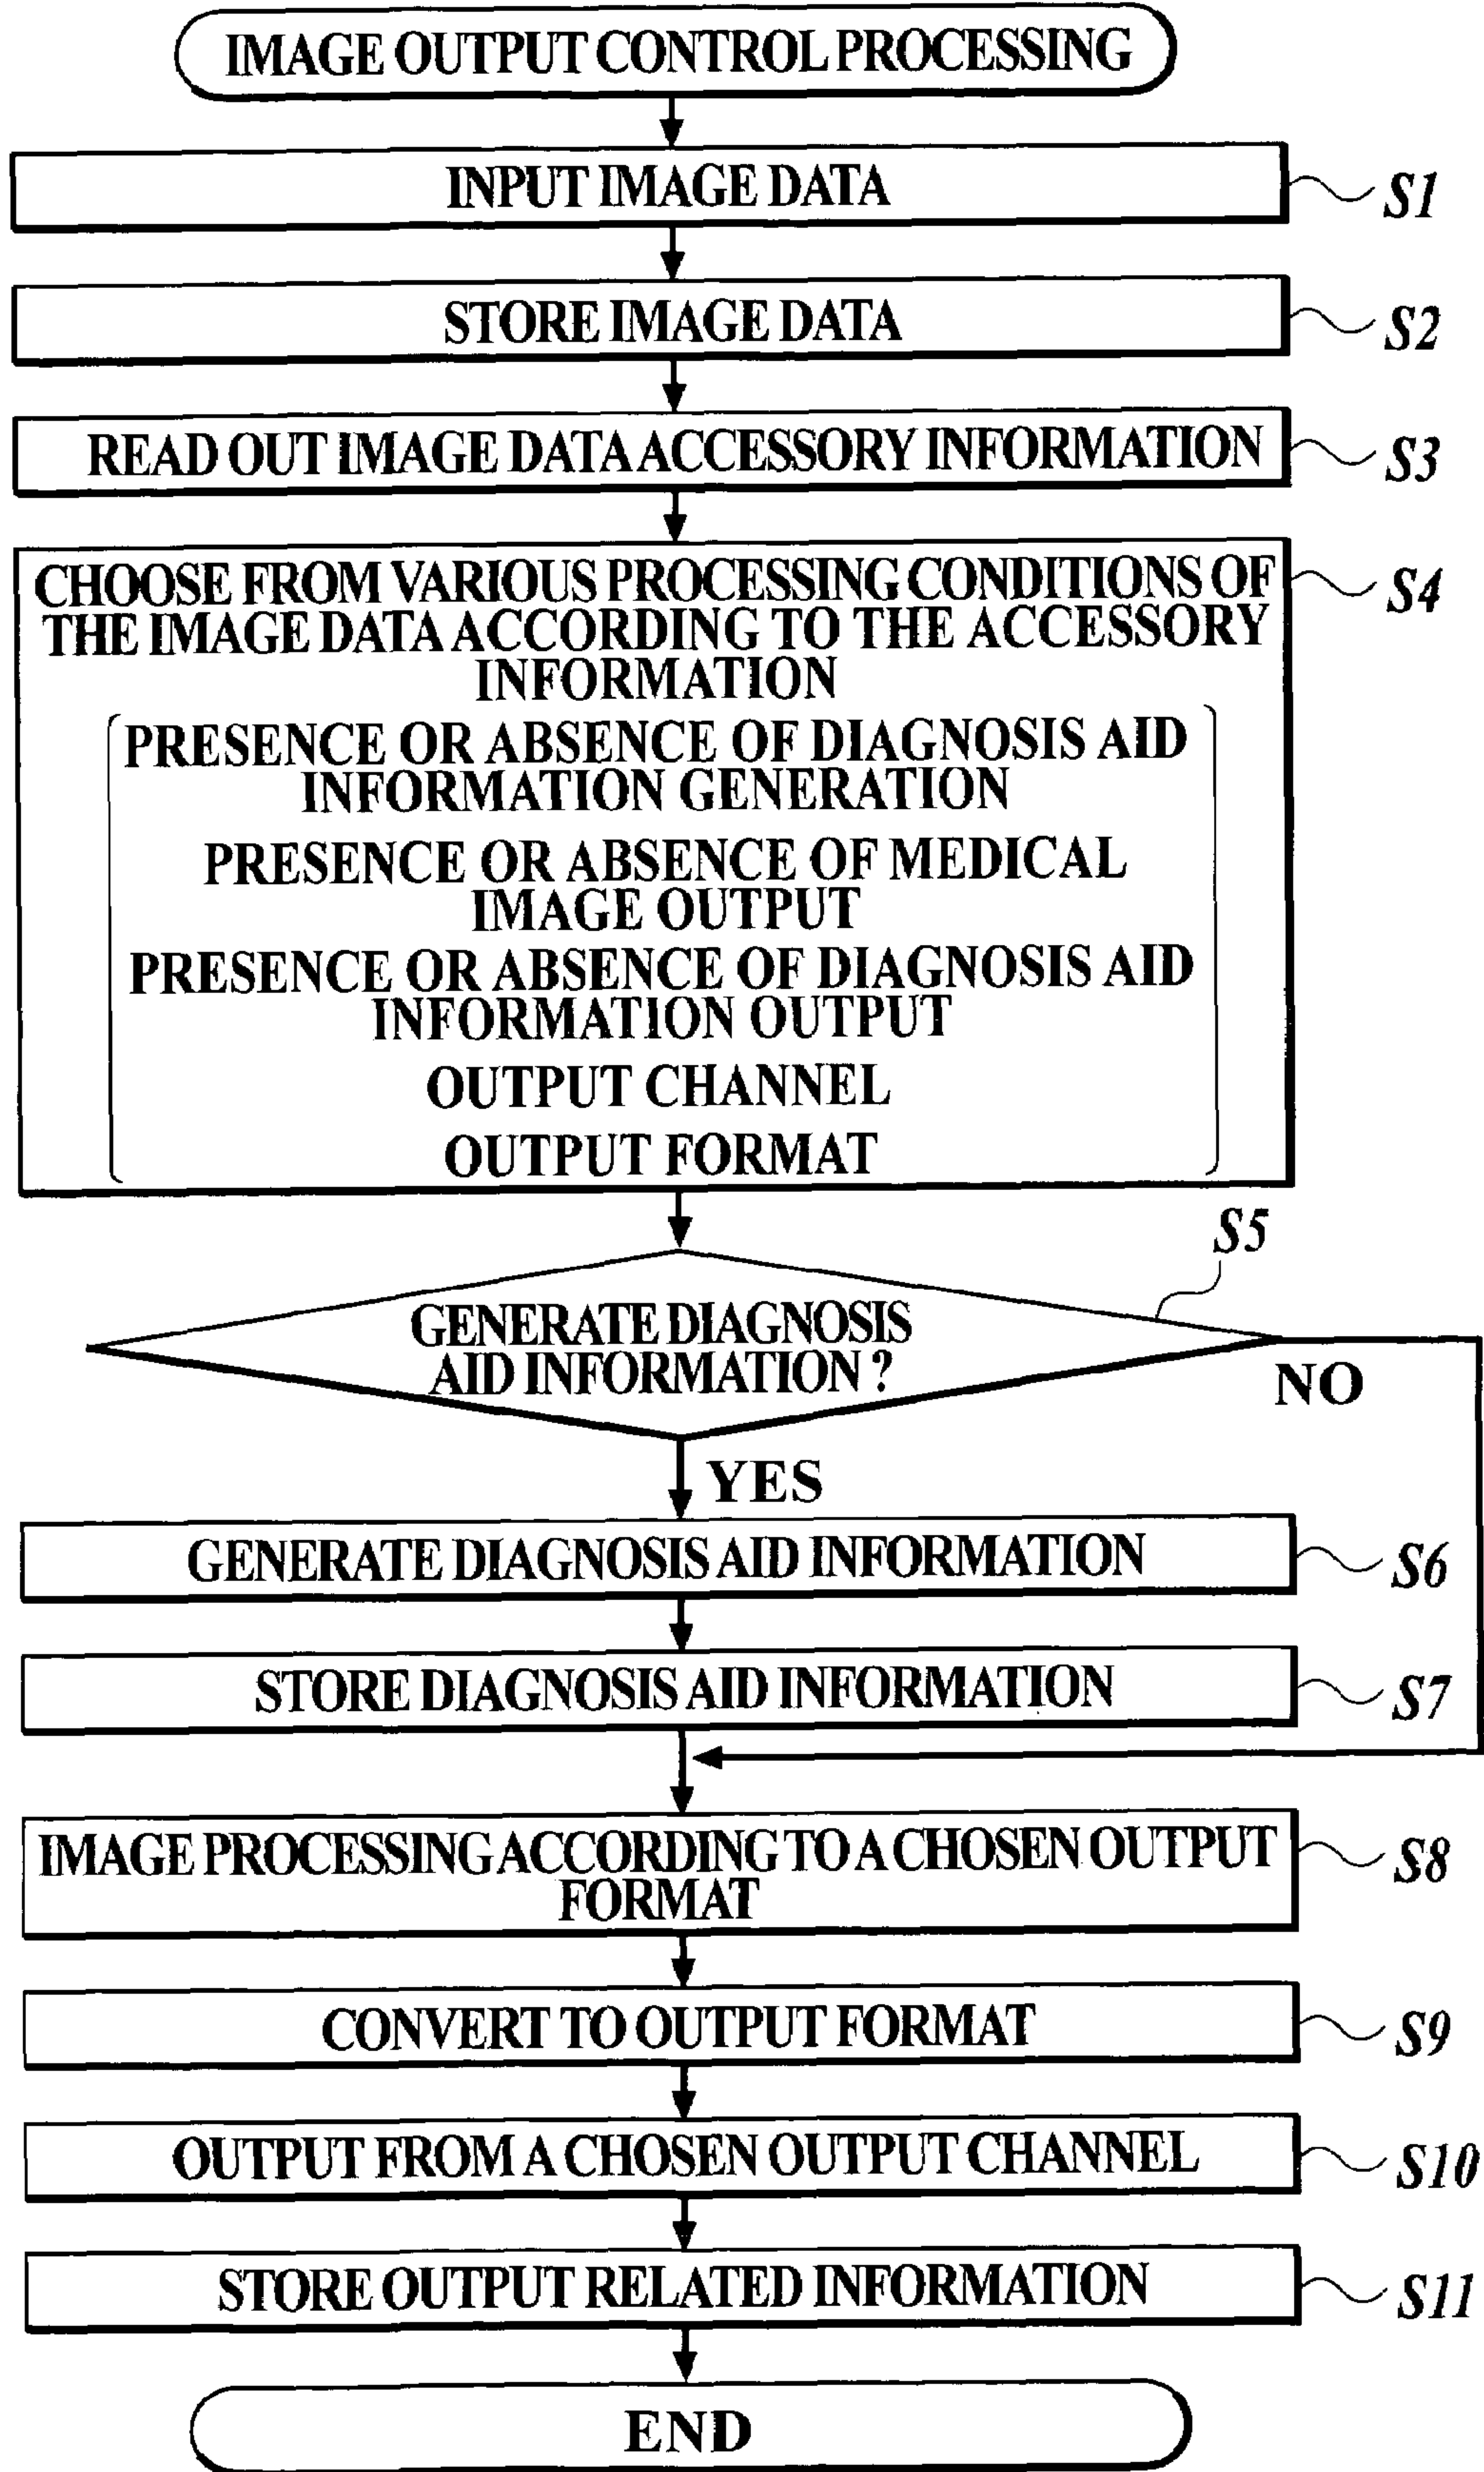 IMAGE OUTPUT CONTROL PROCESSING
INPUT IMAGE DATA
S1
STORE IMAGE DATA
S2
READ OUT IMAGE DATA ACCESSORY INFORMATION
S3
CHOOSE FROM VARIOUS PROCESSING CONDITIONS OF
S4
THE IMAGE DATA ACCORDING TO THE ACCESSORY
INFORMATION
PRESENCE OR ABSENCE OF DIAGNOSIS AID
INFORMATION GENERATION
PRESENCE OR ABSENCE OF MEDICAL
IMAGE OUTPUT
PRESENCE OR ABSENCE OF DIAGNOSIS AID
INFORMATION OUTPUT
OUTPUT CHANNEL
OUTPUT FORMAT
S5
GENERATE DIAGNOSIS
AID INFORMATION ?
NO
YES
GENERATE DIAGNOSIS AID INFORMATION
S6
STORE DIAGNOSIS AID INFORMATION
S7
IMAGE PROCESSING ACCORDING TO A CHOSEN OUTPUT
FORMAT
S8
CONVERT TO OUTPUT FORMAT
S9
OUTPUT FROM A CHOSEN OUTPUT CHANNEL
S10
STORE OUTPUT RELATED INFORMATION
S11
END